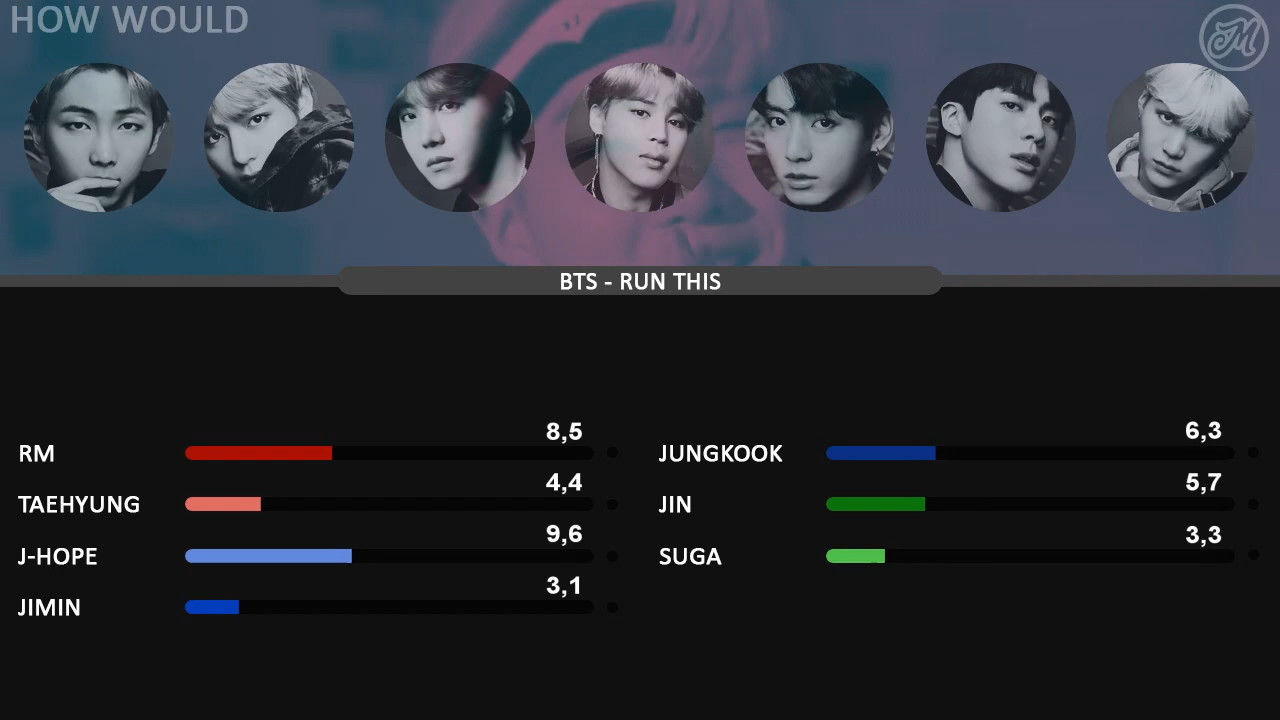 HOW WOULD
M
BTS - RUN THIS
RM 8,5
TAEHYUNG 4,4
J-HOPE 9,6
JIMIN 3,1
JUNGKOOK 6,3
JIN 5,7
SUGA 3,3